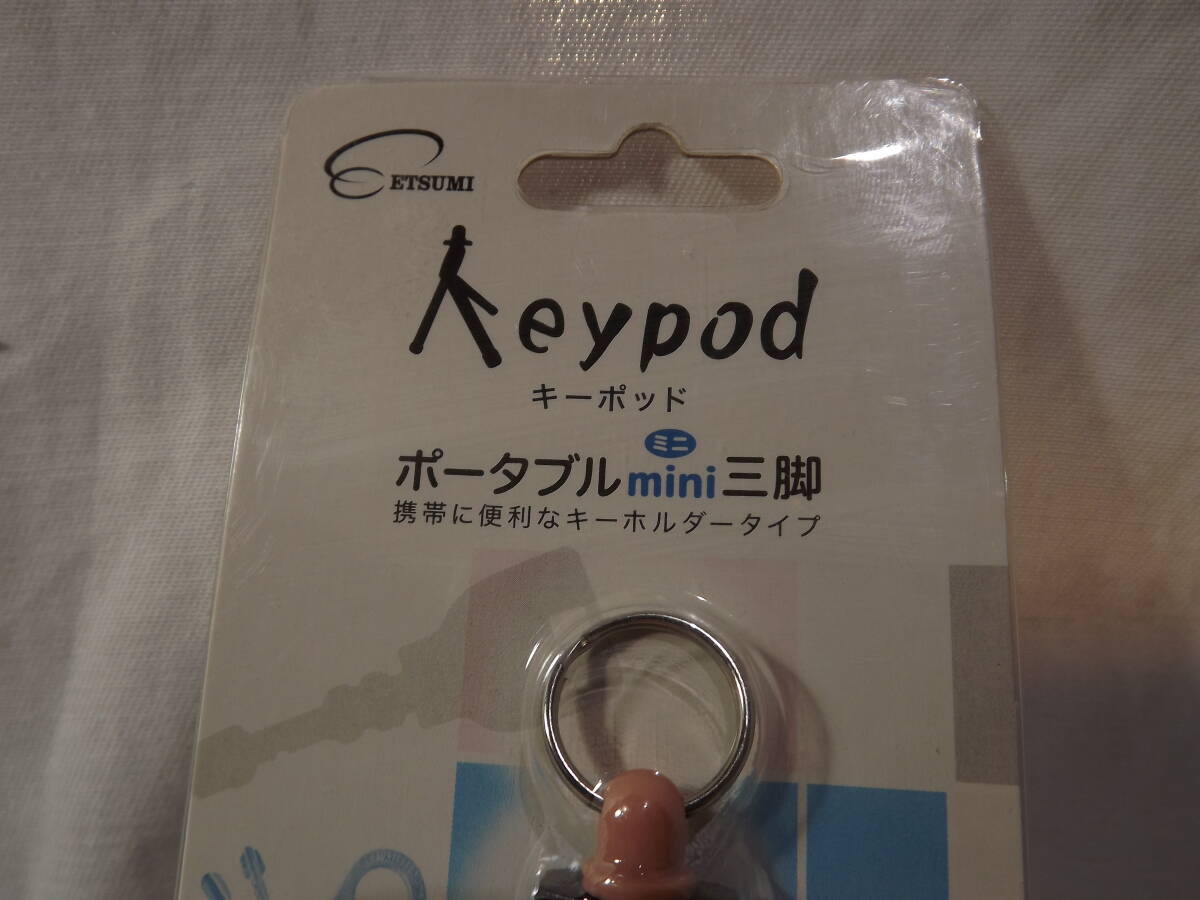 ETSUMI
Keypod
キーポッド
ミニ
ポータブルmini三脚
携帯に便利なキーホルダータイプ